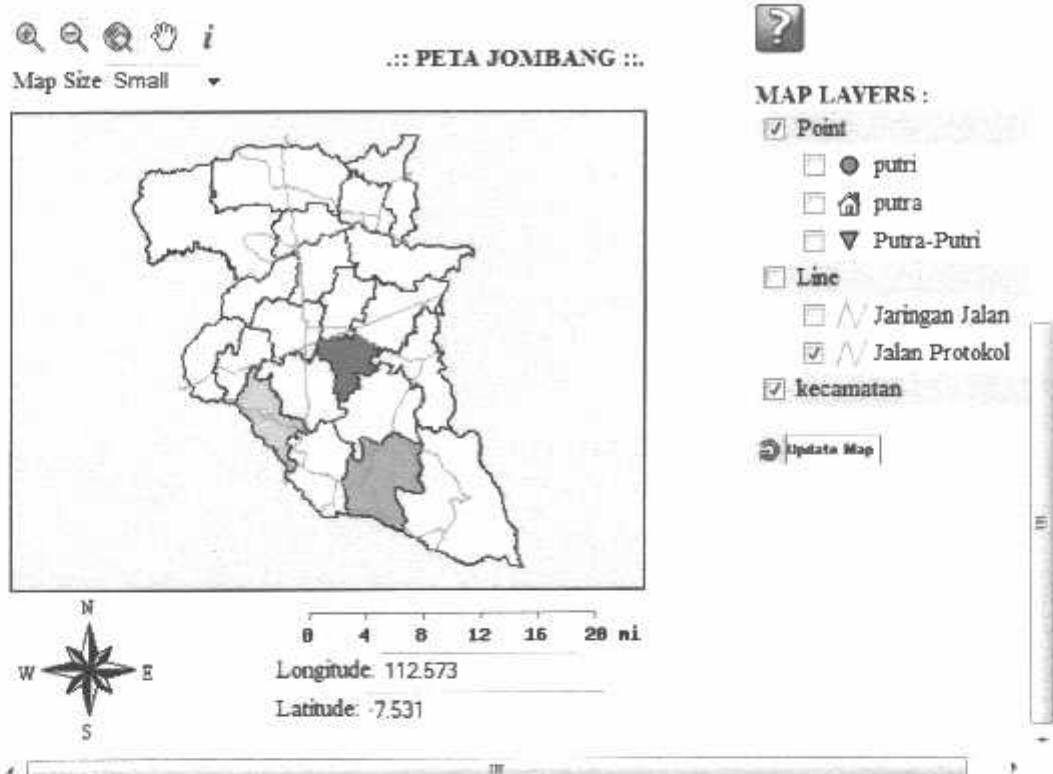 .:: PETA JOMBANG ::.
Map Size Small
MAP LAYERS :
Point
putri
putra
Putra-Putri
Line
Jaringan Jalan
Jalan Protokol
kecamatan
Update Map
N
W E
S
0 4 8 12 16 20 mi
Longitude: 112.573
Latitude: -7.531